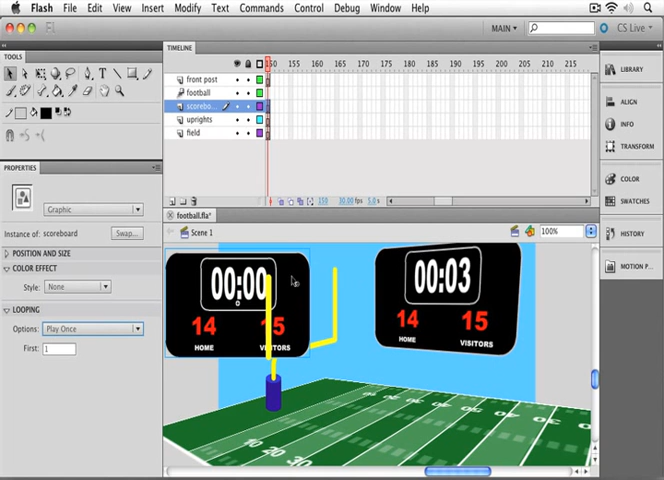 Flash File Edit View Insert Modify Text Commands Control Debug Window Help
MAIN CS Live
TOOLS
TIMELINE
150 155 160 165 170 175 180 185 190 195 200 205 210 215
front post
football
scorebo...
uprights
field
150 30.00 fps 5.0 s
LIBRARY
ALIGN
INFO
TRANSFORM
COLOR
SWATCHES
HISTORY
MOTION P...
PROPERTIES
Graphic
Instance of: scoreboard Swap...
POSITION AND SIZE
COLOR EFFECT
Style: None
LOOPING
Options: Play Once
First: 1
football.fla*
Scene 1 100%
00:00
14 15
HOME VISITORS
00:03
14 15
HOME VISITORS